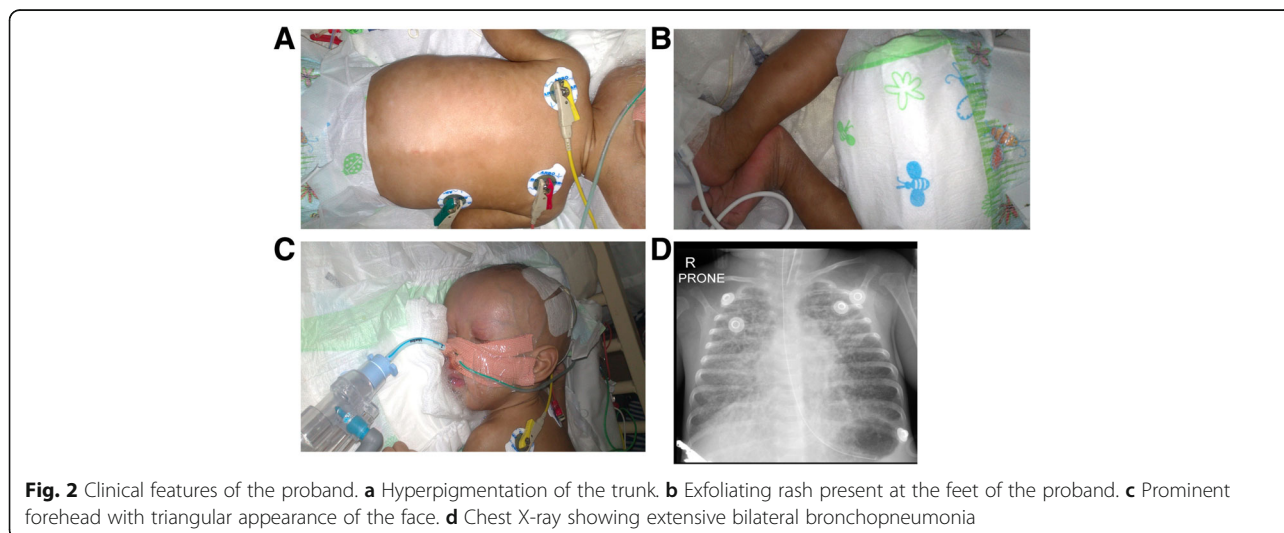 A
B
C
D
R
PRONE
Fig. 2 Clinical features of the proband. a Hyperpigmentation of the trunk. b Exfoliating rash present at the feet of the proband. c Prominent
forehead with triangular appearance of the face. d Chest X-ray showing extensive bilateral bronchopneumonia